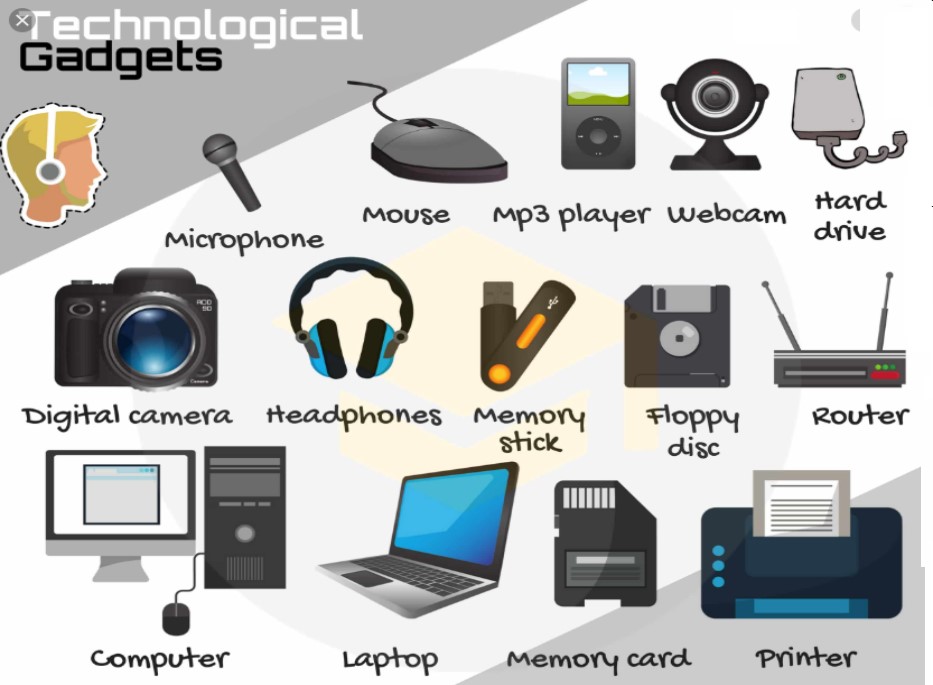 Technological
Gadgets
Microphone
Mouse
Mp3 player
Webcam
Hard
drive
Digital camera
Headphones
Memory
stick
Floppy
disc
Router
Computer
Laptop
Memory card
Printer